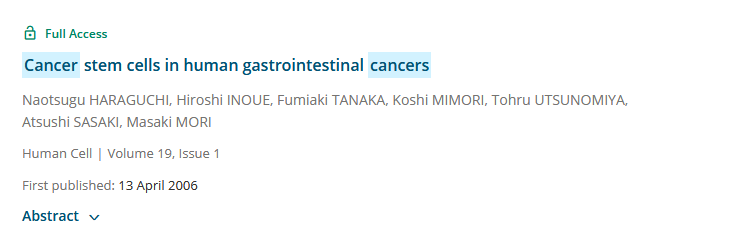 Full Access
Cancer stem cells in human gastrointestinal cancers
Naotsugu HARAGUCHI, Hiroshi INOUE, Fumiaki TANAKA, Koshi MIMORI, Tohru UTSUNOMIYA,
Atsushi SASAKI, Masaki MORI
Human Cell | Volume 19, Issue 1
First published: 13 April 2006
Abstract